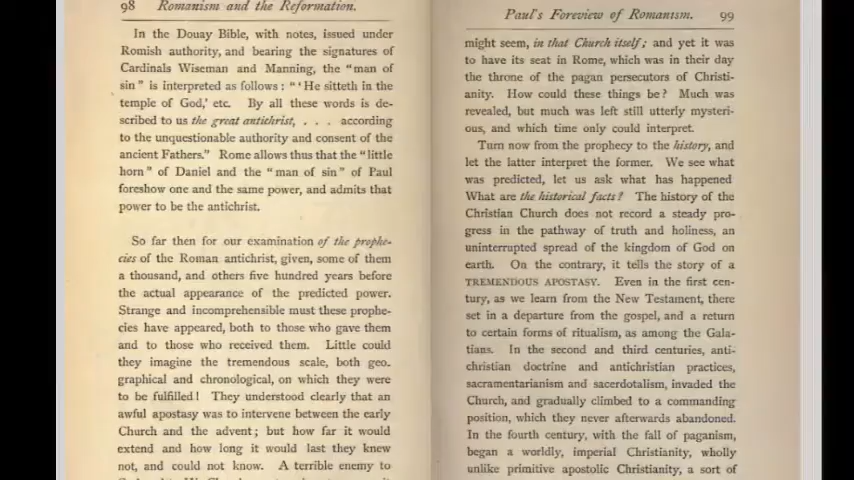 98 Romanism and the Reformation.
In the Douay Bible, with notes, issued under
Romish authority, and bearing the signatures of
Cardinals Wiseman and Manning, the “man of
sin” is interpreted as follows : “‘He sitteth in the
temple of God,’ etc. By all these words is de-
scribed to us the great antichrist, . . . according
to the unquestionable authority and consent of the
ancient Fathers.” Rome allows thus that the “little
horn” of Daniel and the “man of sin” of Paul
foreshow one and the same power, and admits that
power to be the antichrist.
So far then for our examination of the prophe-
cies of the Roman antichrist, given, some of them
a thousand, and others five hundred years before
the actual appearance of the predicted power.
Strange and incomprehensible must these prophe-
cies have appeared, both to those who gave them
and to those who received them. Little could
they imagine the tremendous scale, both geo-
graphical and chronological, on which they were
to be fulfilled! They understood clearly that an
awful apostasy was to intervene between the early
Church and the advent; but how far it would
extend and how long it would last they knew
not, and could not know. A terrible enemy to
Paul's Foreview of Romanism. 99
might seem, in that Church itself; and yet it was
to have its seat in Rome, which was in their day
the throne of the pagan persecutors of Christi-
anity. How could these things be? Much was
revealed, but much was left still utterly mysteri-
ous, and which time only could interpret.
Turn now from the prophecy to the history, and
let the latter interpret the former. We see what
was predicted, let us ask what has happened
What are the historical facts? The history of the
Christian Church does not record a steady pro-
gress in the pathway of truth and holiness, an
uninterrupted spread of the kingdom of God on
earth. On the contrary, it tells the story of a
TREMENDOUS APOSTASY. Even in the first cen-
tury, as we learn from the New Testament, there
set in a departure from the gospel, and a return
to certain forms of ritualism, as among the Gala-
tians. In the second and third centuries, anti-
christian doctrine and antichristian practices,
sacramentarianism and sacerdotalism, invaded the
Church, and gradually climbed to a commanding
position, which they never afterwards abandoned.
In the fourth century, with the fall of paganism,
began a worldly, imperial Christianity, wholly
unlike primitive apostolic Christianity, a sort of